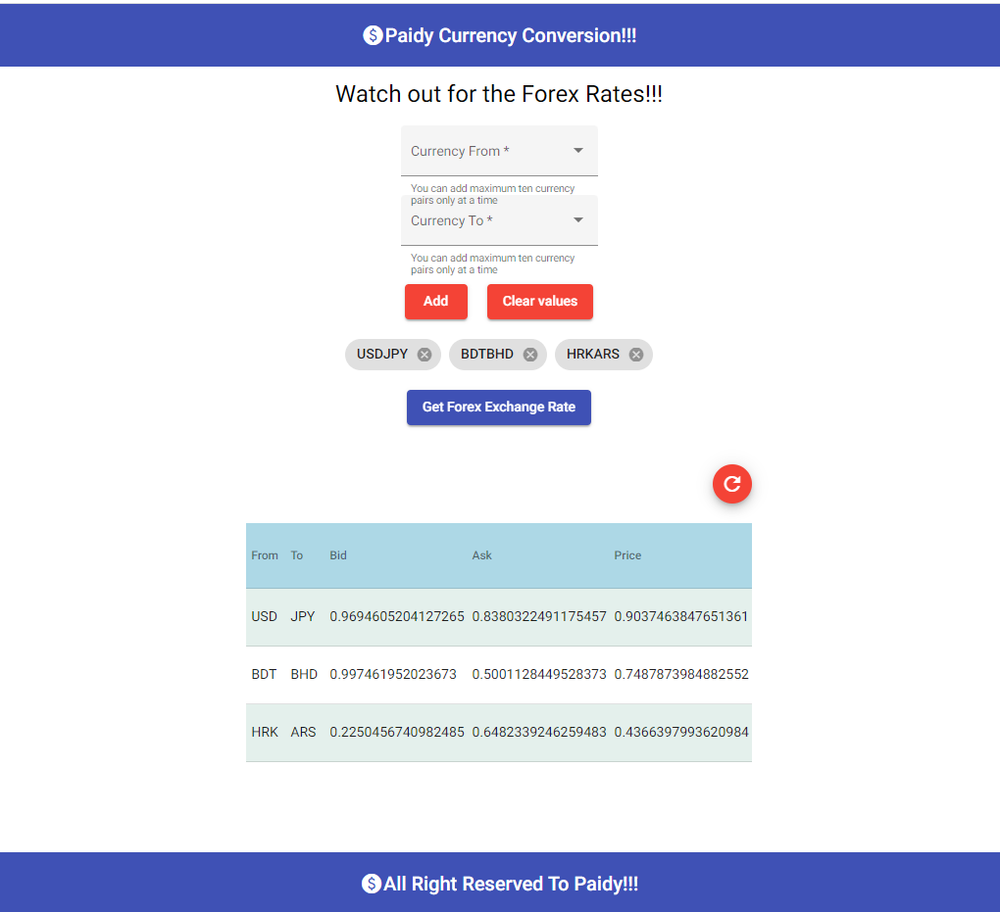 Paidy Currency Conversion!!!
Watch out for the Forex Rates!!!
Currency From *
You can add maximum ten currency
pairs only at a time
Currency To *
You can add maximum ten currency
pairs only at a time
Add Clear values
USDJPY BDTBHD HRKARS
Get Forex Exchange Rate
From To Bid Ask Price
USD JPY 0.9694605204127265 0.8380322491175457 0.9037463847651361
BDT BHD 0.997461952023673 0.5001128449528373 0.7487873984882552
HRK ARS 0.2250456740982485 0.6482339246259483 0.4366397993620984
All Right Reserved To Paidy!!!